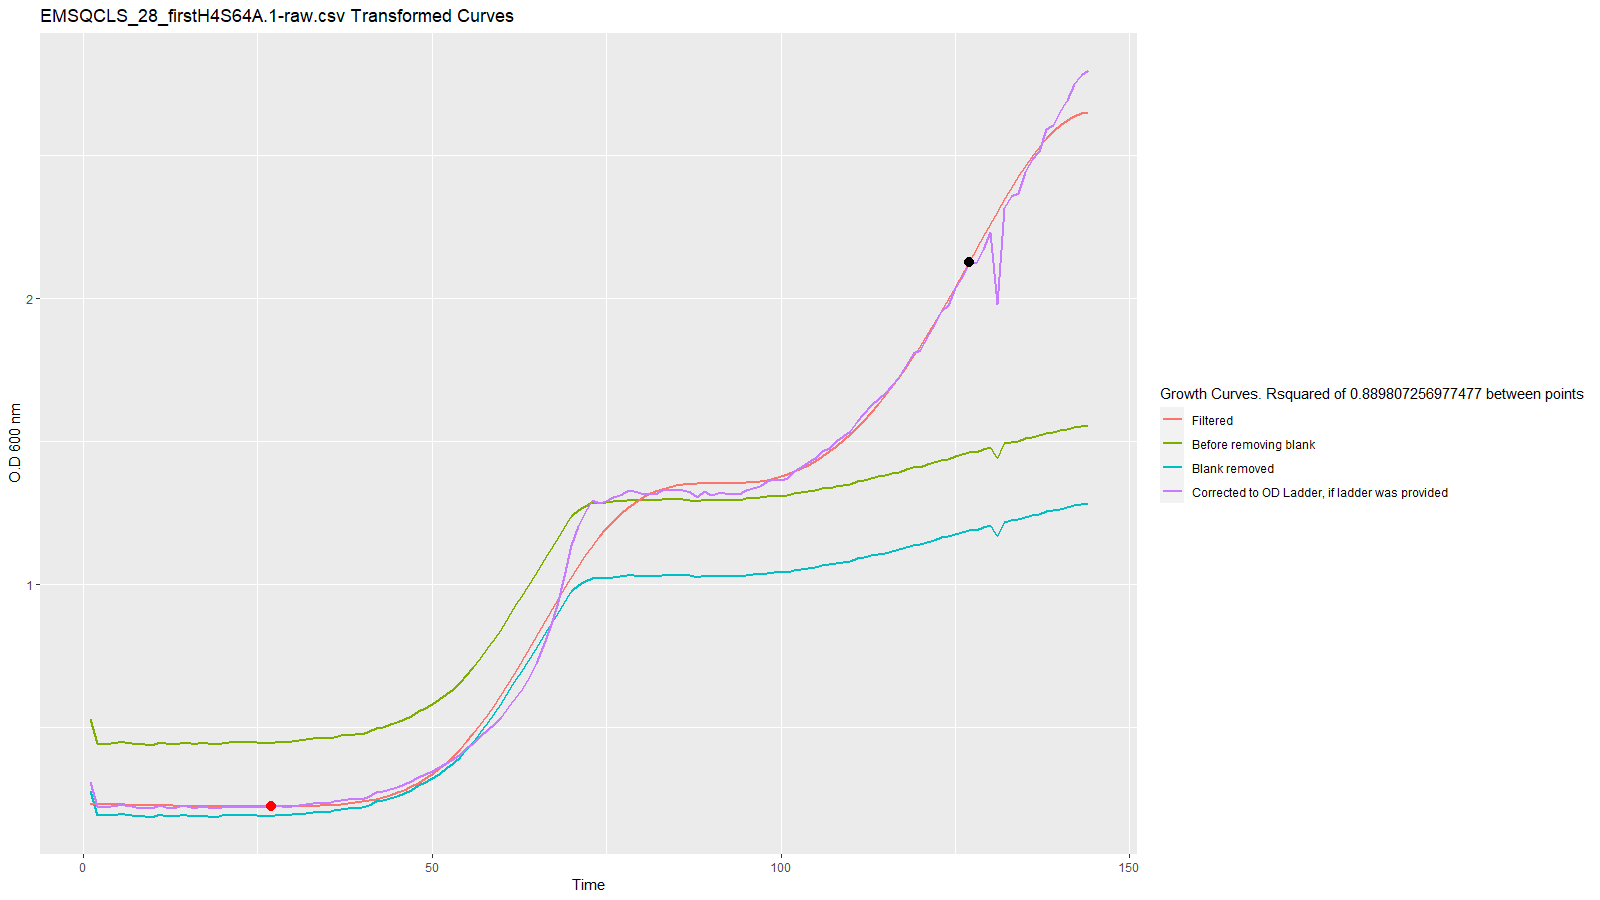 EMSQCLS_28_firstH4S64A.1-raw.csv Transformed Curves
O.D 600 nm
2
1
0
50
100
150
Time
Growth Curves. Rsquared of 0.889807256977477 between points
Filtered
Before removing blank
Blank removed
Corrected to OD Ladder, if ladder was provided